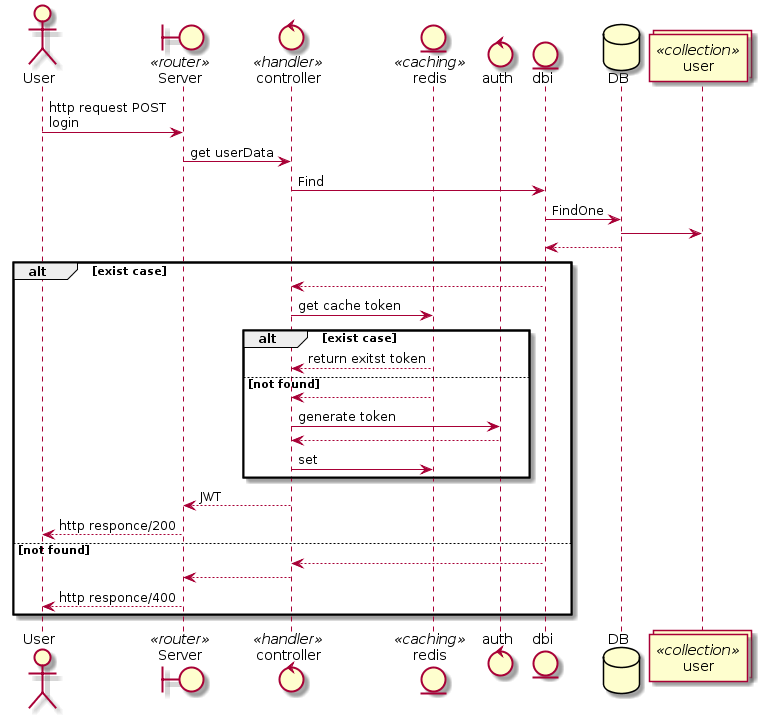 User
«router»
Server
«handler»
controller
«caching»
redis
auth
dbi
DB
«collection»
user
http request POST
login
get userData
Find
FindOne
alt [exist case]
get cache token
alt [exist case]
return exitst token
[not found]
generate token
set
JWT
http responce/200
[not found]
http responce/400
User
«router»
Server
«handler»
controller
«caching»
redis
auth
dbi
DB
«collection»
user